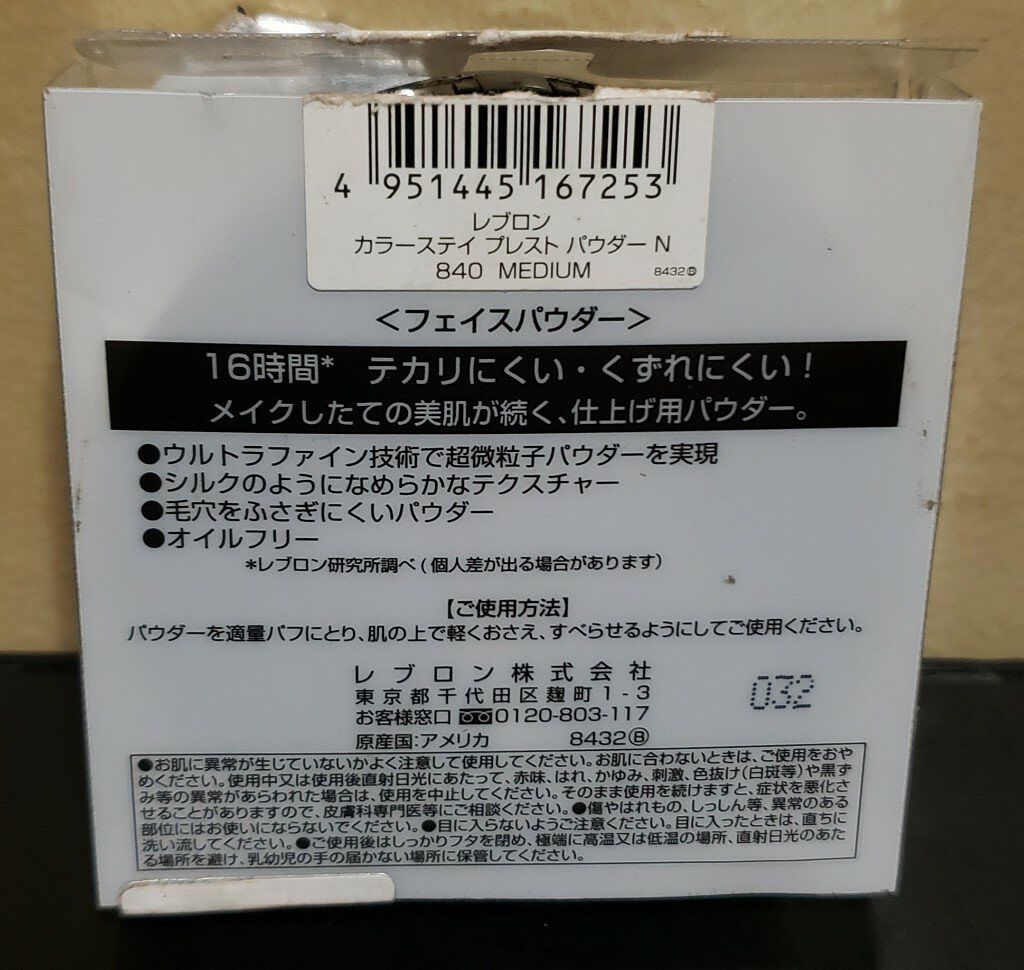 4 951445 167253
レブロン
カラーステイ プレスト パウダー N
840 MEDIUM 8432Ⓑ
＜フェイスパウダー＞
16時間* テカリにくい・くずれにくい！
メイクしたての美肌が続く、仕上げ用パウダー。
●ウルトラファイン技術で超微粒子パウダーを実現
●シルクのようになめらかなテクスチャー
●毛穴をふさぎにくいパウダー
●オイルフリー
*レブロン研究所調べ（個人差が出る場合があります）
【ご使用方法】
パウダーを適量パフにとり、肌の上で軽くおさえ、すべらせるようにしてご使用ください。
レブロン株式会社
東京都千代田区麹町1-3
お客様窓口 0120-803-117
原産国：アメリカ 8432Ⓑ
032
●お肌に異常が生じていないかよく注意して使用してください。お肌に合わないときは、ご使用をおや
めください。使用中又は使用後直射日光にあたって、赤味、はれ、かゆみ、刺激、色抜け（白斑等）や黒ず
み等の異常があらわれた場合は、使用を中止してください。そのまま使用を続けますと、症状を悪化さ
せることがありますので、皮膚科専門医等にご相談ください。●傷やはれもの、しっしん等、異常のある
部位にはお使いにならないでください。●目に入らないようご注意ください。目に入ったときは、直ちに
洗い流してください。●ご使用後はしっかりフタを閉め、極端に高温又は低温の場所、直射日光のあた
る場所を避け、乳幼児の手の届かない場所に保管してください。